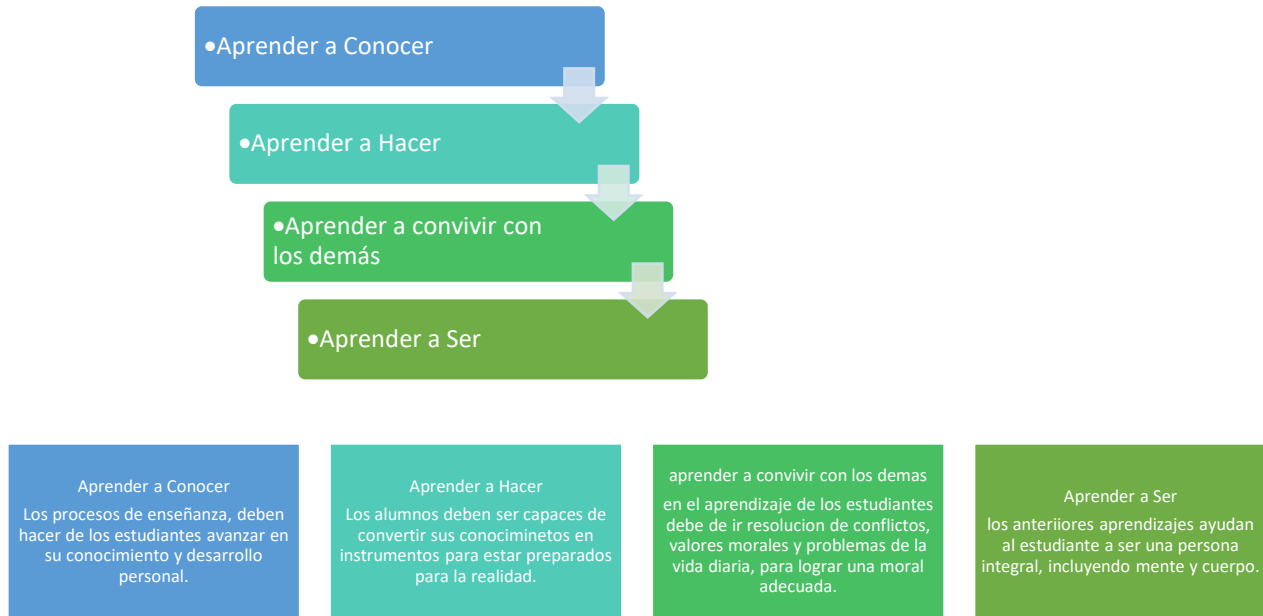 •Aprender a Conocer
•Aprender a Hacer
•Aprender a convivir con
los demás
•Aprender a Ser
Aprender a Conocer
Los procesos de enseñanza, deben
hacer de los estudiantes avanzar en
su conocimiento y desarrollo
personal.
Aprender a Hacer
Los alumnos deben ser capaces de
convertir sus conociminetos en
instrumentos para estar preparados
para la realidad.
aprender a convivir con los demas
en el aprendizaje de los estudiantes
debe de ir resolucion de conflictos,
valores morales y problemas de la
vida diaria, para lograr una moral
adecuada.
Aprender a Ser
los anteriiores aprendizajes ayudan
al estudiante a ser una persona
integral, incluyendo mente y cuerpo.